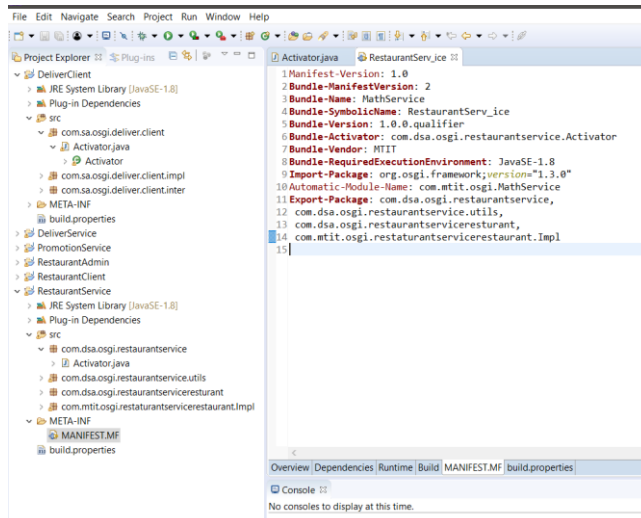 File Edit Navigate Search Project Run Window Help
Project Explorer Plug-ins
DeliverClient
JRE System Library [JavaSE-1.8]
Plug-in Dependencies
src
com.sa.osgi.deliver.client
Activator.java
Activator
com.sa.osgi.deliver.client.impl
com.sa.osgi.deliver.client.inter
META-INF
build.properties
DeliverService
PromotionService
RestaurantAdmin
RestaurantClient
RestaurantService
JRE System Library [JavaSE-1.8]
Plug-in Dependencies
src
com.dsa.osgi.restaurantservice
Activator.java
com.dsa.osgi.restaurantservice.utils
com.dsa.osgi.restaurantserviceresturant
com.mtit.osgi.restaturantservicerestaurant.Impl
META-INF
MANIFEST.MF
build.properties
Activator.java RestaurantServ_ice
1 Manifest-Version: 1.0
2 Bundle-ManifestVersion: 2
3 Bundle-Name: MathService
4 Bundle-SymbolicName: RestaurantServ_ice
5 Bundle-Version: 1.0.0.qualifier
6 Bundle-Activator: com.dsa.osgi.restaurantservice.Activator
7 Bundle-Vendor: MTIT
8 Bundle-RequiredExecutionEnvironment: JavaSE-1.8
9 Import-Package: org.osgi.framework;version="1.3.0"
10 Automatic-Module-Name: com.mtit.osgi.MathService
11 Export-Package: com.dsa.osgi.restaurantservice,
12 com.dsa.osgi.restaurantservice.utils,
13 com.dsa.osgi.restaurantserviceresturant,
14 com.mtit.osgi.restaturantservicerestaurant.Impl
15
Overview Dependencies Runtime Build MANIFEST.MF build.properties
Console
No consoles to display at this time.